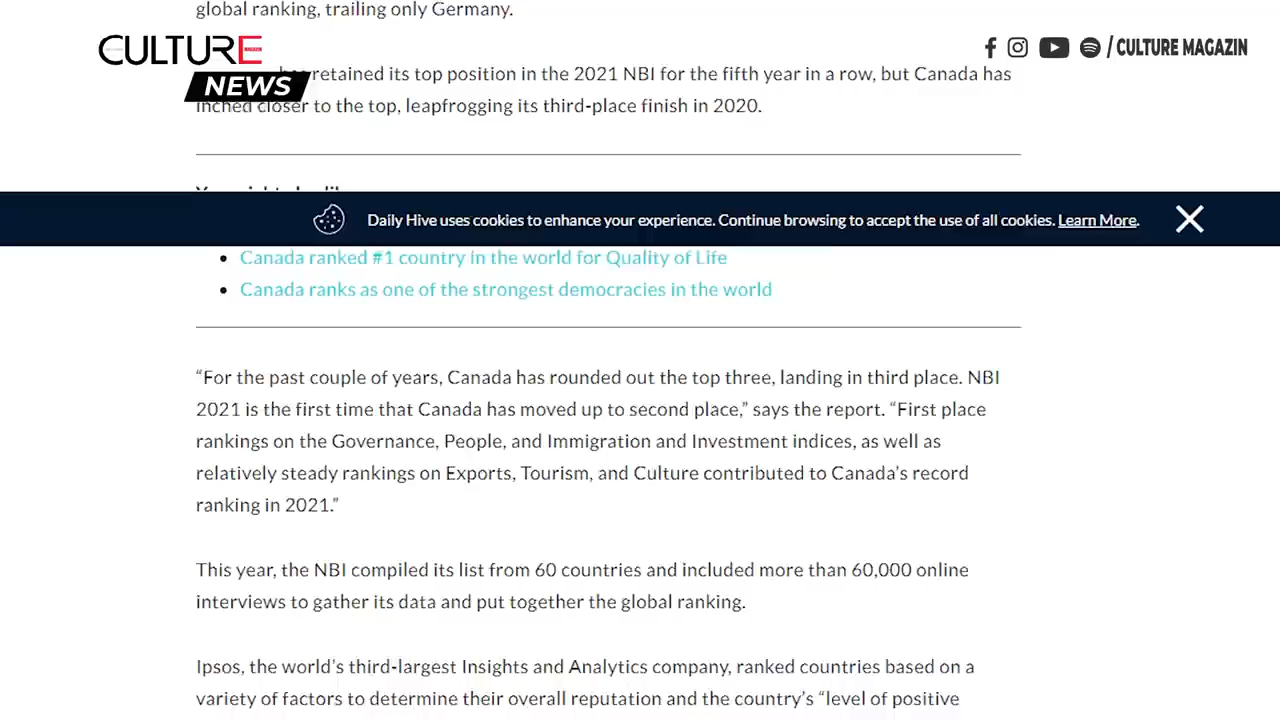 global ranking, trailing only Germany.
CULTURE
NEWS
/ CULTURE MAGAZIN
retained its top position in the 2021 NBI for the fifth year in a row, but Canada has
inched closer to the top, leapfrogging its third-place finish in 2020.
Daily Hive uses cookies to enhance your experience. Continue browsing to accept the use of all cookies. Learn More.
• Canada ranked #1 country in the world for Quality of Life
• Canada ranks as one of the strongest democracies in the world
“For the past couple of years, Canada has rounded out the top three, landing in third place. NBI
2021 is the first time that Canada has moved up to second place,” says the report. “First place
rankings on the Governance, People, and Immigration and Investment indices, as well as
relatively steady rankings on Exports, Tourism, and Culture contributed to Canada’s record
ranking in 2021.”
This year, the NBI compiled its list from 60 countries and included more than 60,000 online
interviews to gather its data and put together the global ranking.
Ipsos, the world’s third-largest Insights and Analytics company, ranked countries based on a
variety of factors to determine their overall reputation and the country’s “level of positive